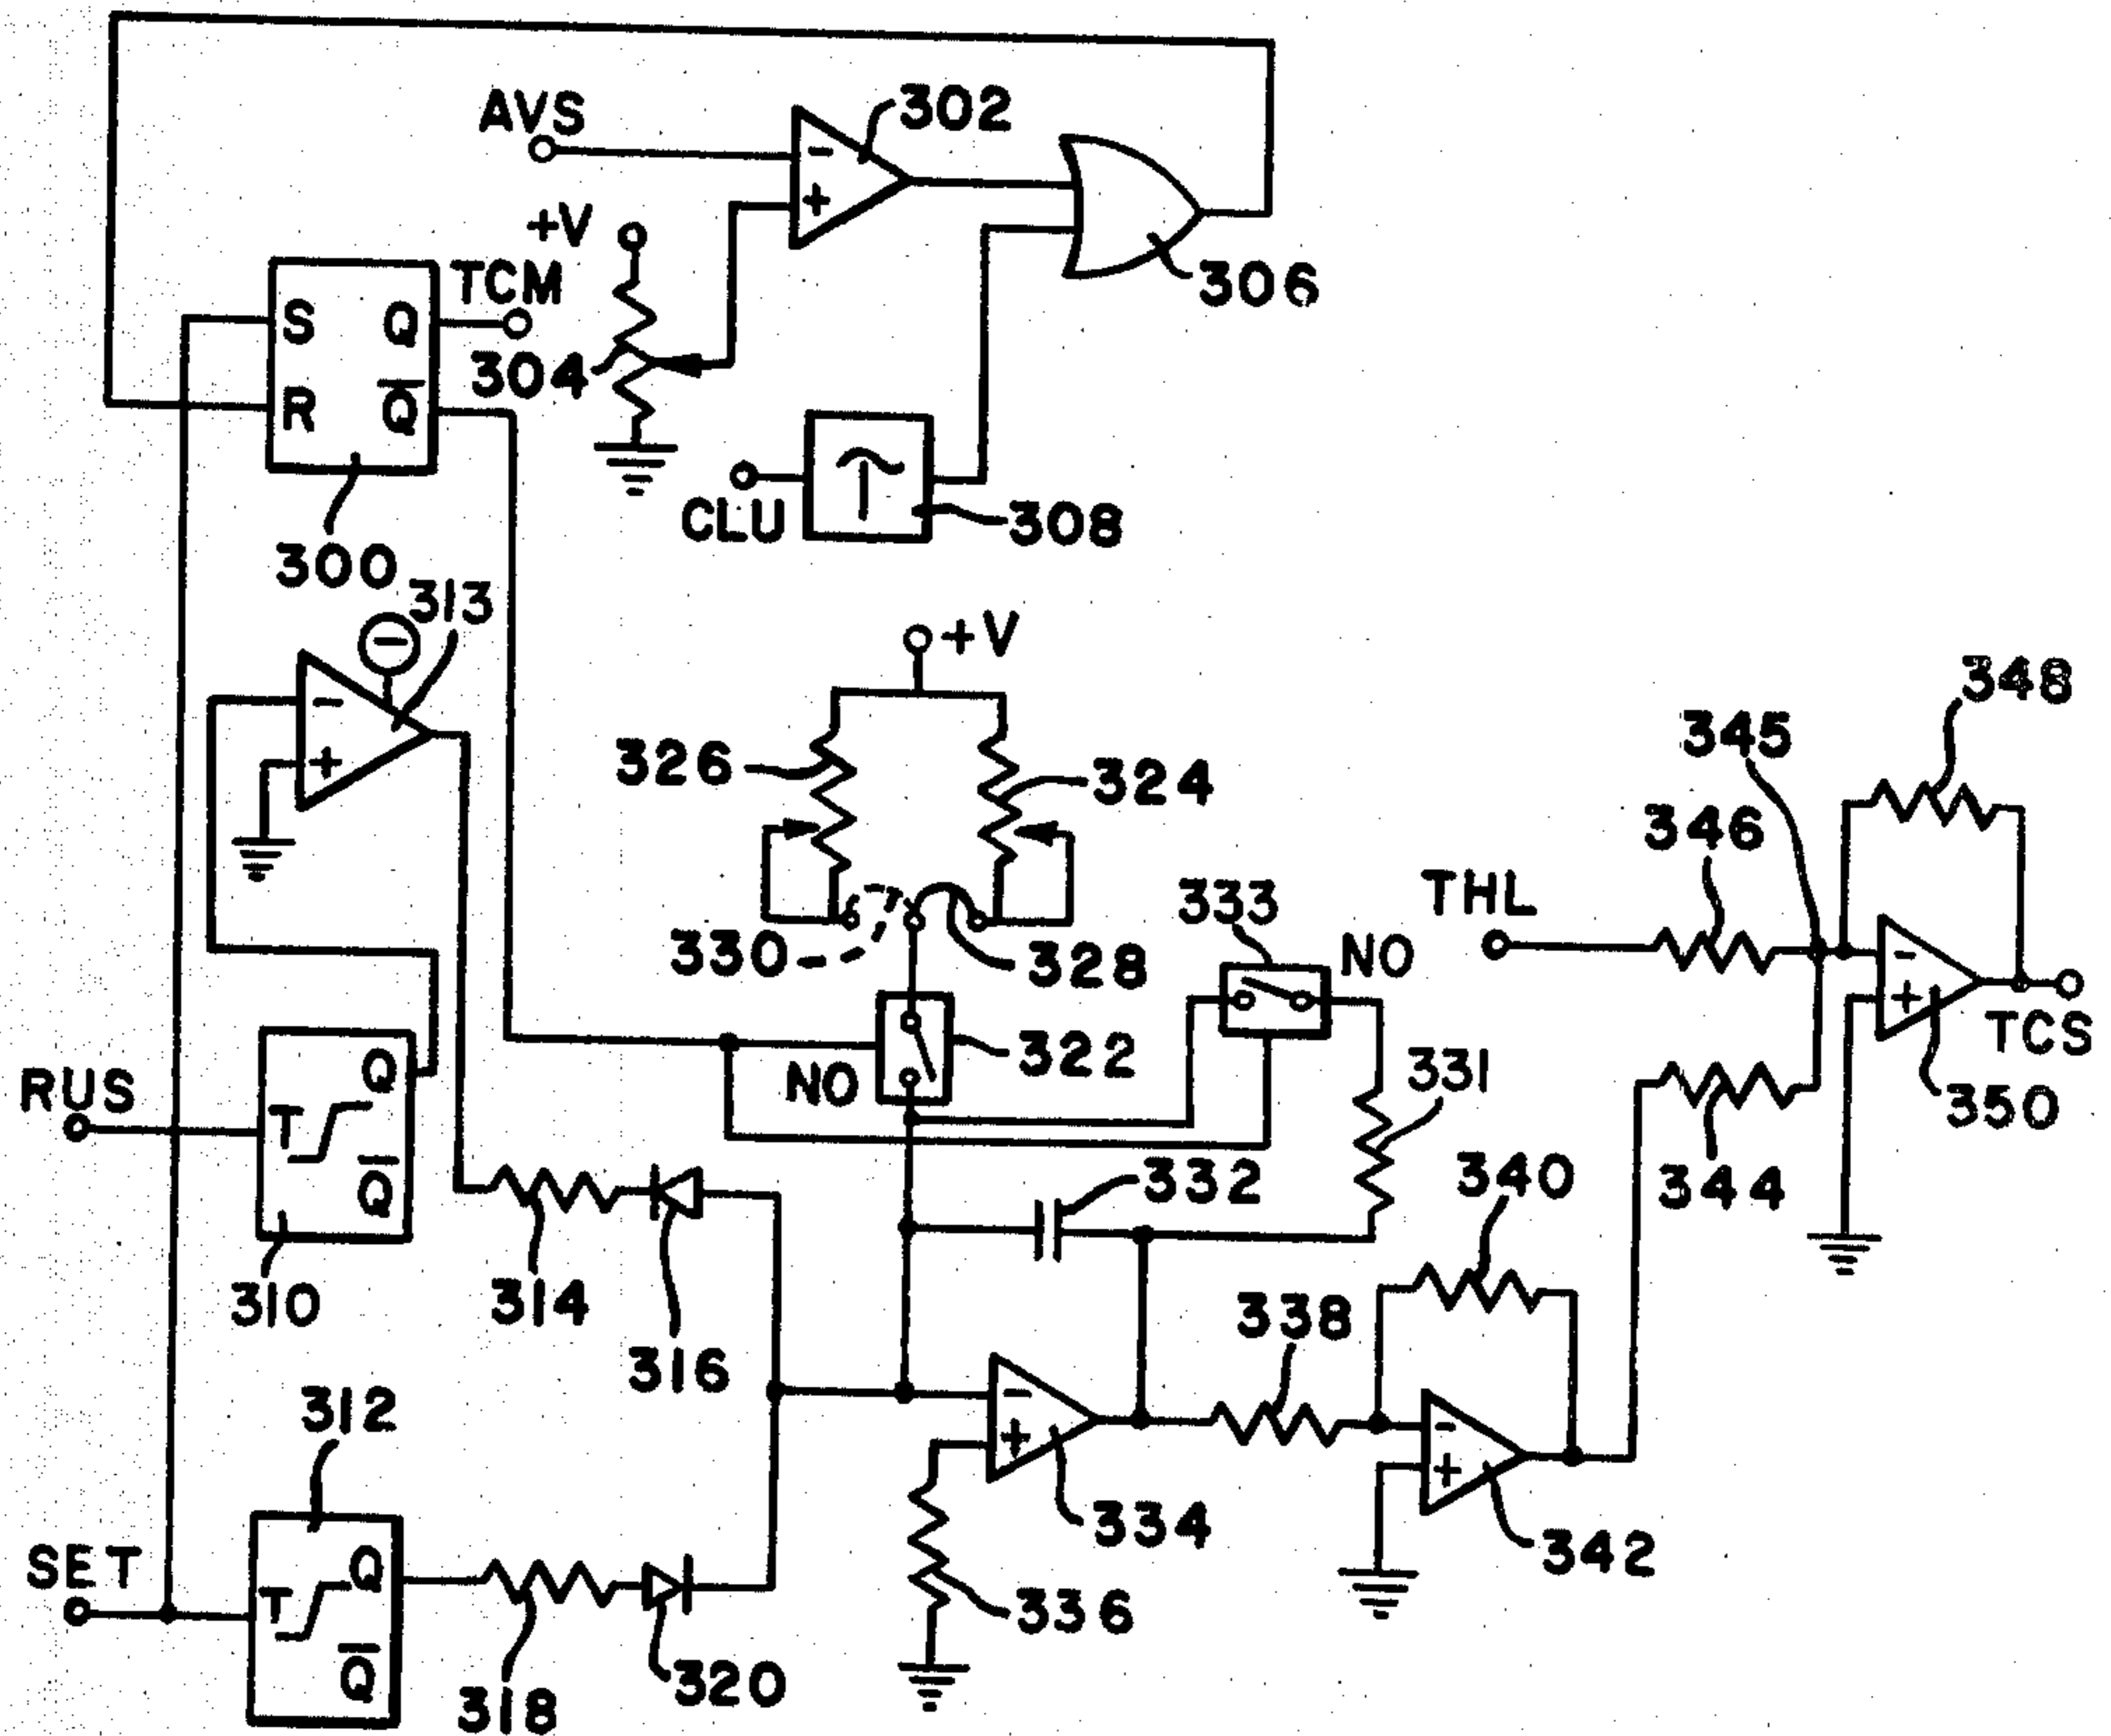 AVS
302
+V
-
+
TCM
306
S Q
304
R Q̅
CLU
308
300
313
-
+V
-
+
348
345
326
324
346
333
THL
NO
330
328
-
+
TCS
322
331
RUS
Q
T
NO
350
Q̅
332
340
344
310
314
338
316
312
-
+
-
+
334
342
SET
Q
T
336
Q̅
320
318